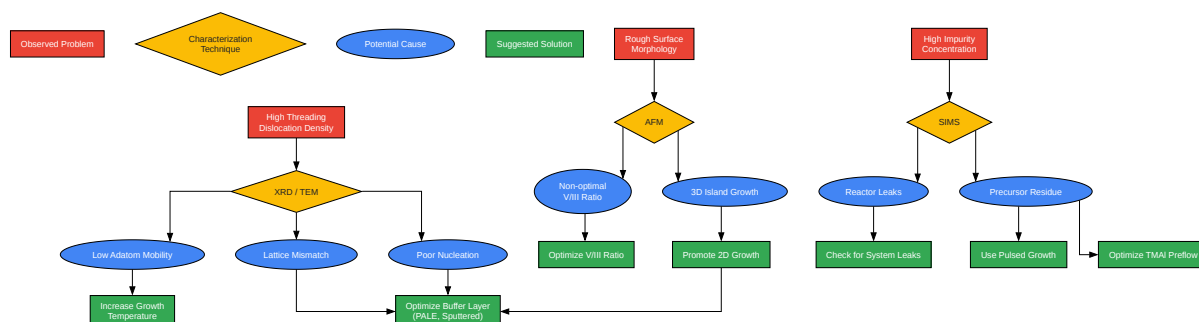 Observed Problem
Characterization
Technique
Potential Cause
Suggested Solution
Rough Surface
Morphology
High Impurity
Concentration
High Threading
Dislocation Density
AFM
SIMS
XRD / TEM
Non-optimal
V/III Ratio
3D Island Growth
Reactor Leaks
Precursor Residue
Low Adatom Mobility
Lattice Mismatch
Poor Nucleation
Optimize V/III Ratio
Promote 2D Growth
Check for System Leaks
Use Pulsed Growth
Optimize TMAl Preflow
Increase Growth
Temperature
Optimize Buffer Layer
(PALE, Sputtered)